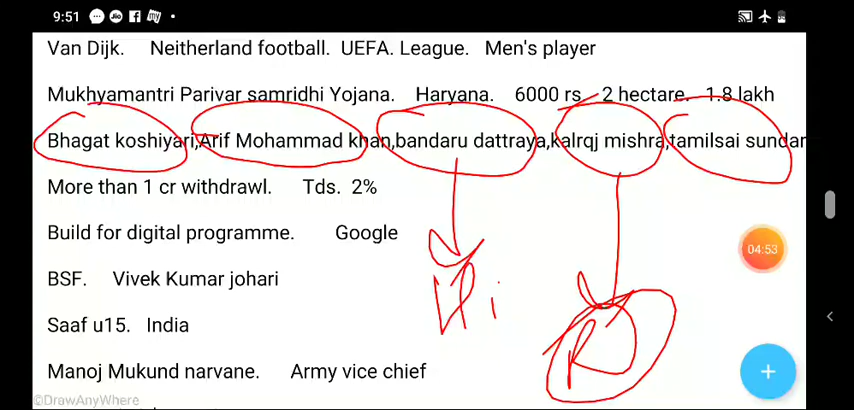 9:51
Van Dijk. Neitherland football. UEFA. League. Men's player
Mukhyamantri Parivar samridhi Yojana. Haryana. 6000 rs 2 hectare. 1.8 lakh
Bhagat koshiyari,Arif Mohammad khan,bandaru dattraya,kalrqj mishra,tamilsai sundar
More than 1 cr withdrawl. Tds. 2%
Build for digital programme. Google
04:53
BSF. Vivek Kumar johari
Saaf u15. India
R
Manoj Mukund narvane. Army vice chief
©DrawAnyWhere